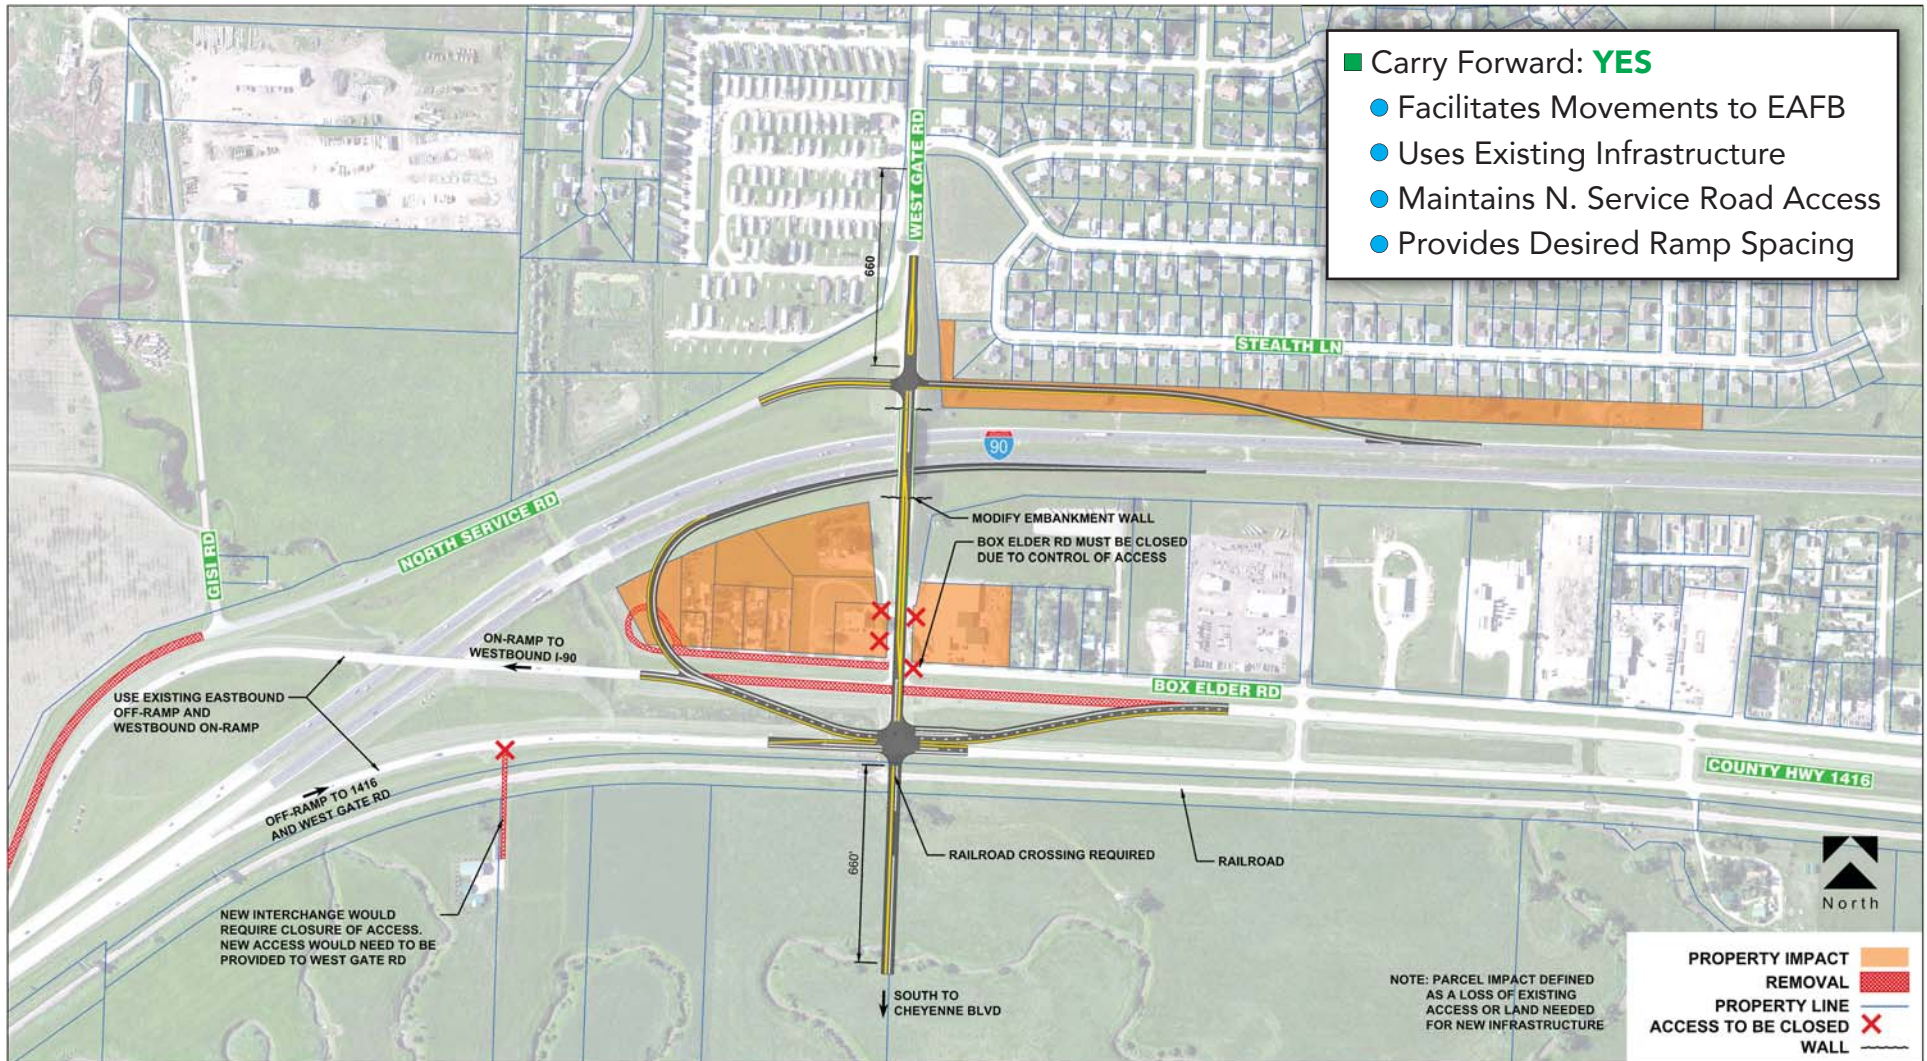 Carry Forward: YES
Facilitates Movements to EAFB
Uses Existing Infrastructure
Maintains N. Service Road Access
Provides Desired Ramp Spacing
WEST GATE RD
660
STEALTH LN
90
NORTH SERVICE RD
GISI RD
MODIFY EMBANKMENT WALL
BOX ELDER RD MUST BE CLOSED
DUE TO CONTROL OF ACCESS
ON-RAMP TO
WESTBOUND I-90
USE EXISTING EASTBOUND
OFF-RAMP AND
WESTBOUND ON-RAMP
BOX ELDER RD
COUNTY HWY 1416
OFF-RAMP TO 1416
AND WEST GATE RD
RAILROAD CROSSING REQUIRED
RAILROAD
660'
NEW INTERCHANGE WOULD
REQUIRE CLOSURE OF ACCESS.
NEW ACCESS WOULD NEED TO BE
PROVIDED TO WEST GATE RD
SOUTH TO
CHEYENNE BLVD
North
NOTE: PARCEL IMPACT DEFINED
AS A LOSS OF EXISTING
ACCESS OR LAND NEEDED
FOR NEW INFRASTRUCTURE
PROPERTY IMPACT
REMOVAL
PROPERTY LINE
ACCESS TO BE CLOSED
WALL